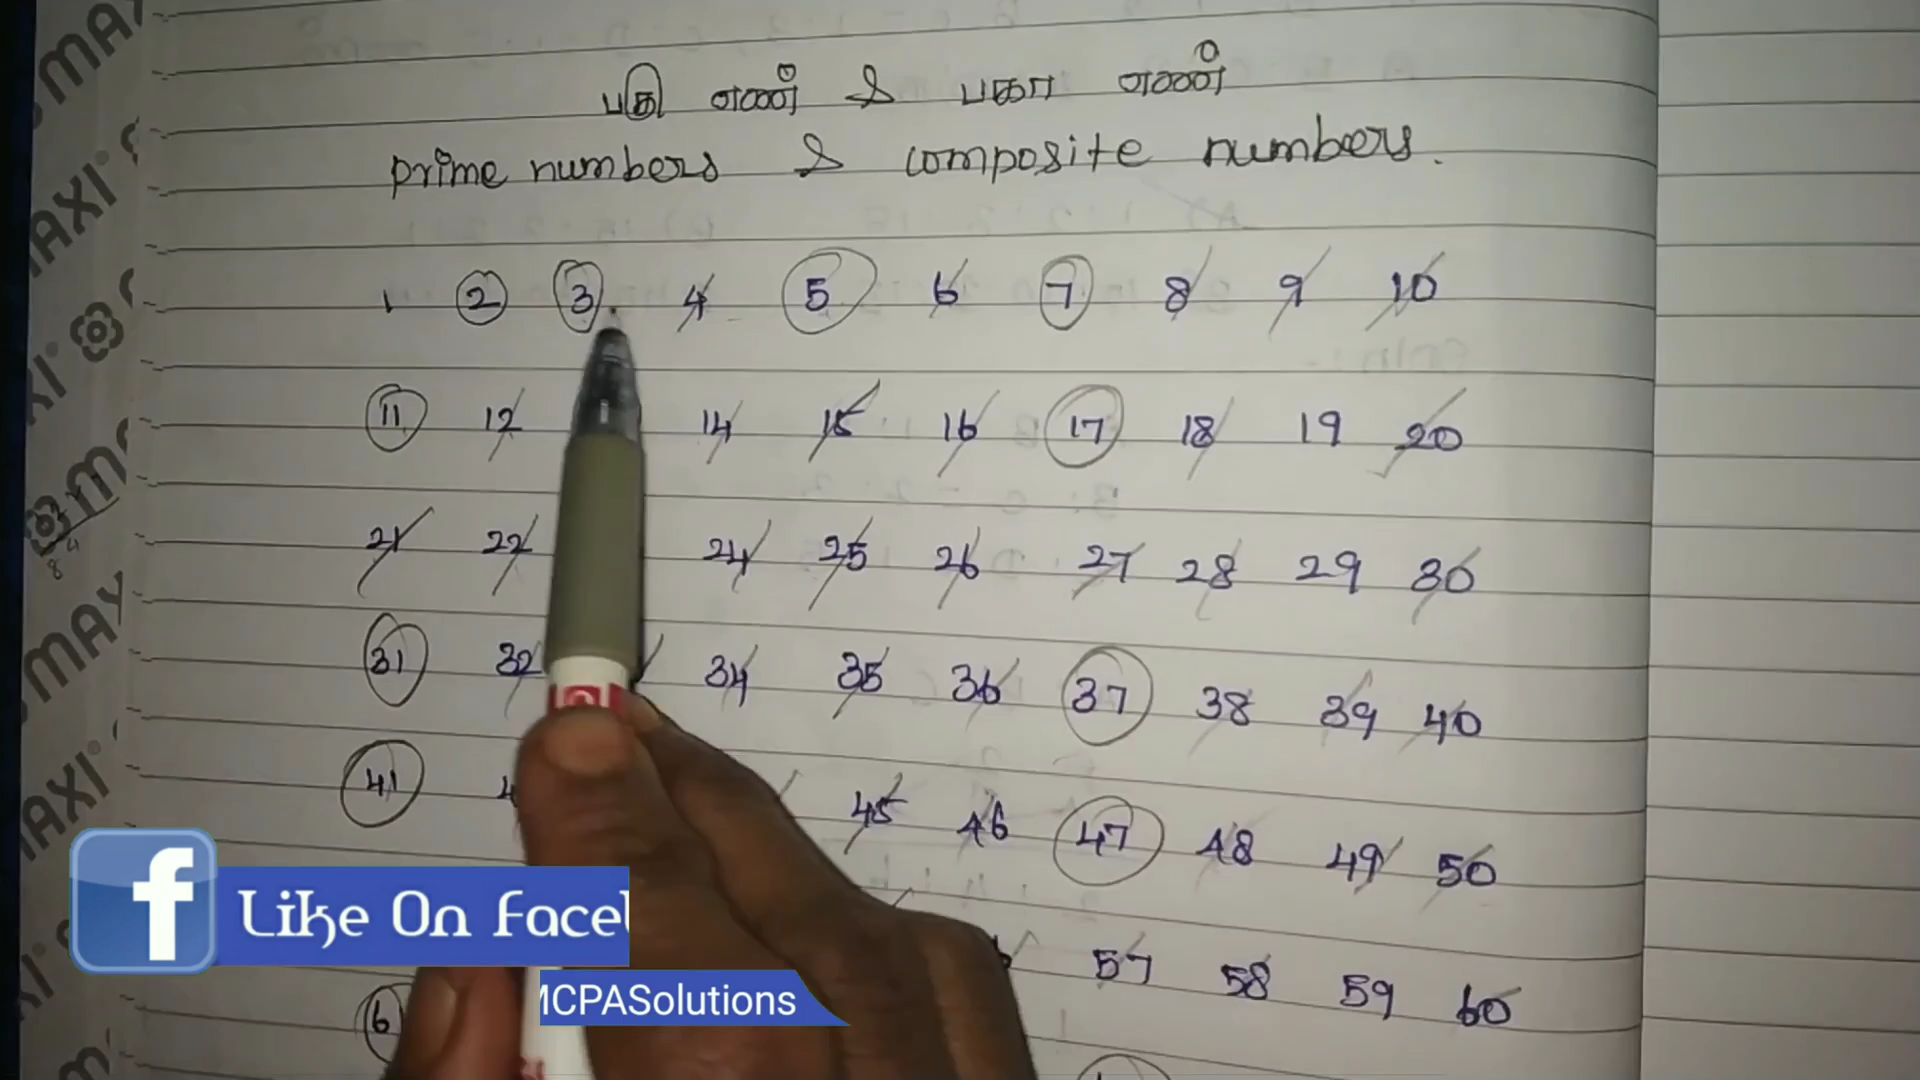 பகு எண் & பகா எண்
prime numbers & composite numbers.
1 2 3 4 5 6 7 8 9 10
11 12 14 15 16 17 18 19 20
21 22 24 25 26 27 28 29 30
31 32 34 35 36 37 38 39 40
41 45 46 47 48 49 50
57 58 59 60
Like On Faceb
MCPASolutions